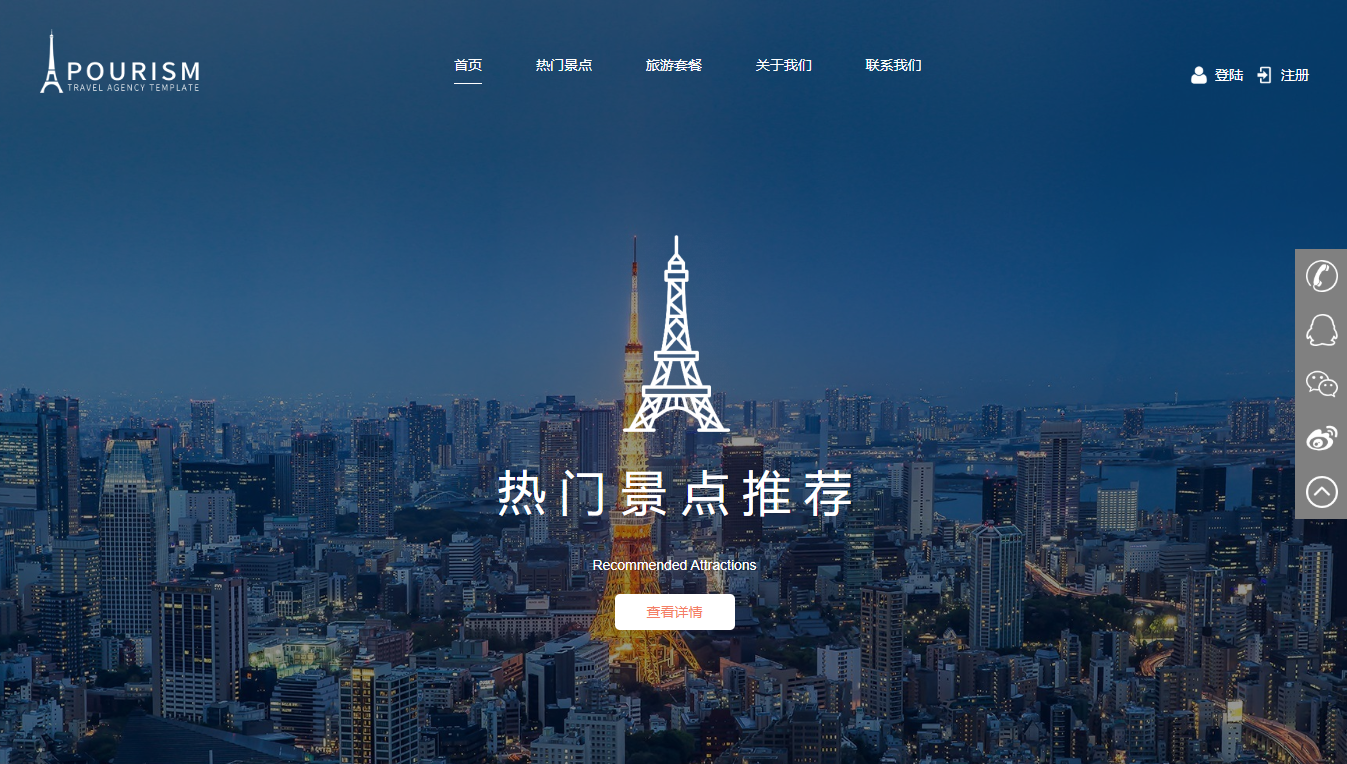 POURISM
TRAVEL AGENCY TEMPLATE
首页
热门景点
旅游套餐
关于我们
联系我们
登陆
注册
热门景点推荐
Recommended Attractions
查看详情